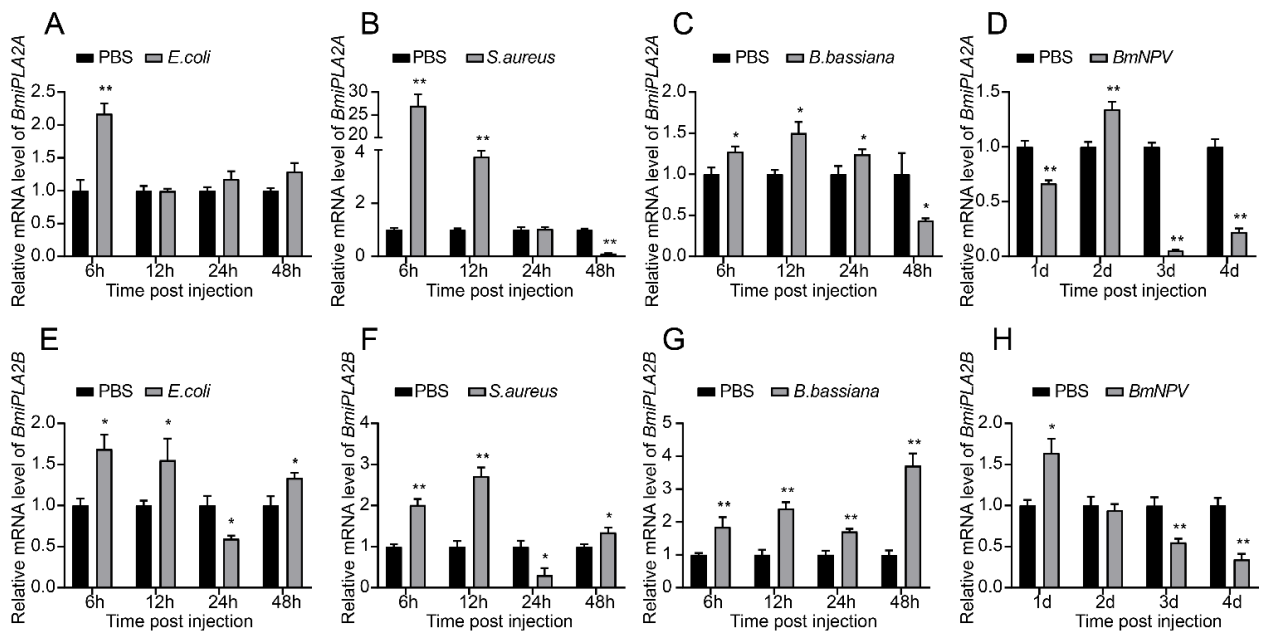 A
Relative mRNA level of BmiPLA2A
PBS E.coli
2.5
2.0
1.5
1.0
0.5
0.0
**
6h 12h 24h 48h
Time post injection
B
Relative mRNA level of BmiPLA2A
PBS S.aureus
30
25
20
4
2
0
**
**
**
6h 12h 24h 48h
Time post injection
C
Relative mRNA level of BmiPLA2A
PBS B.bassiana
2.0
1.5
1.0
0.5
0.0
*
*
*
*
6h 12h 24h 48h
Time post injection
D
Relative mRNA level of BmiPLA2A
PBS BmNPV
1.5
1.0
0.5
0.0
**
**
**
**
1d 2d 3d 4d
Time post injection
E
Relative mRNA level of BmiPLA2B
PBS E.coli
2.0
1.5
1.0
0.5
0.0
*
*
*
*
6h 12h 24h 48h
Time post injection
F
Relative mRNA level of BmiPLA2B
PBS S.aureus
4
3
2
1
0
**
**
*
*
6h 12h 24h 48h
Time post injection
G
Relative mRNA level of BmiPLA2B
PBS B.bassiana
5
4
3
2
1
0
**
**
**
**
6h 12h 24h 48h
Time post injection
H
Relative mRNA level of BmiPLA2B
PBS BmNPV
2.0
1.5
1.0
0.5
0.0
*
**
**
1d 2d 3d 4d
Time post injection